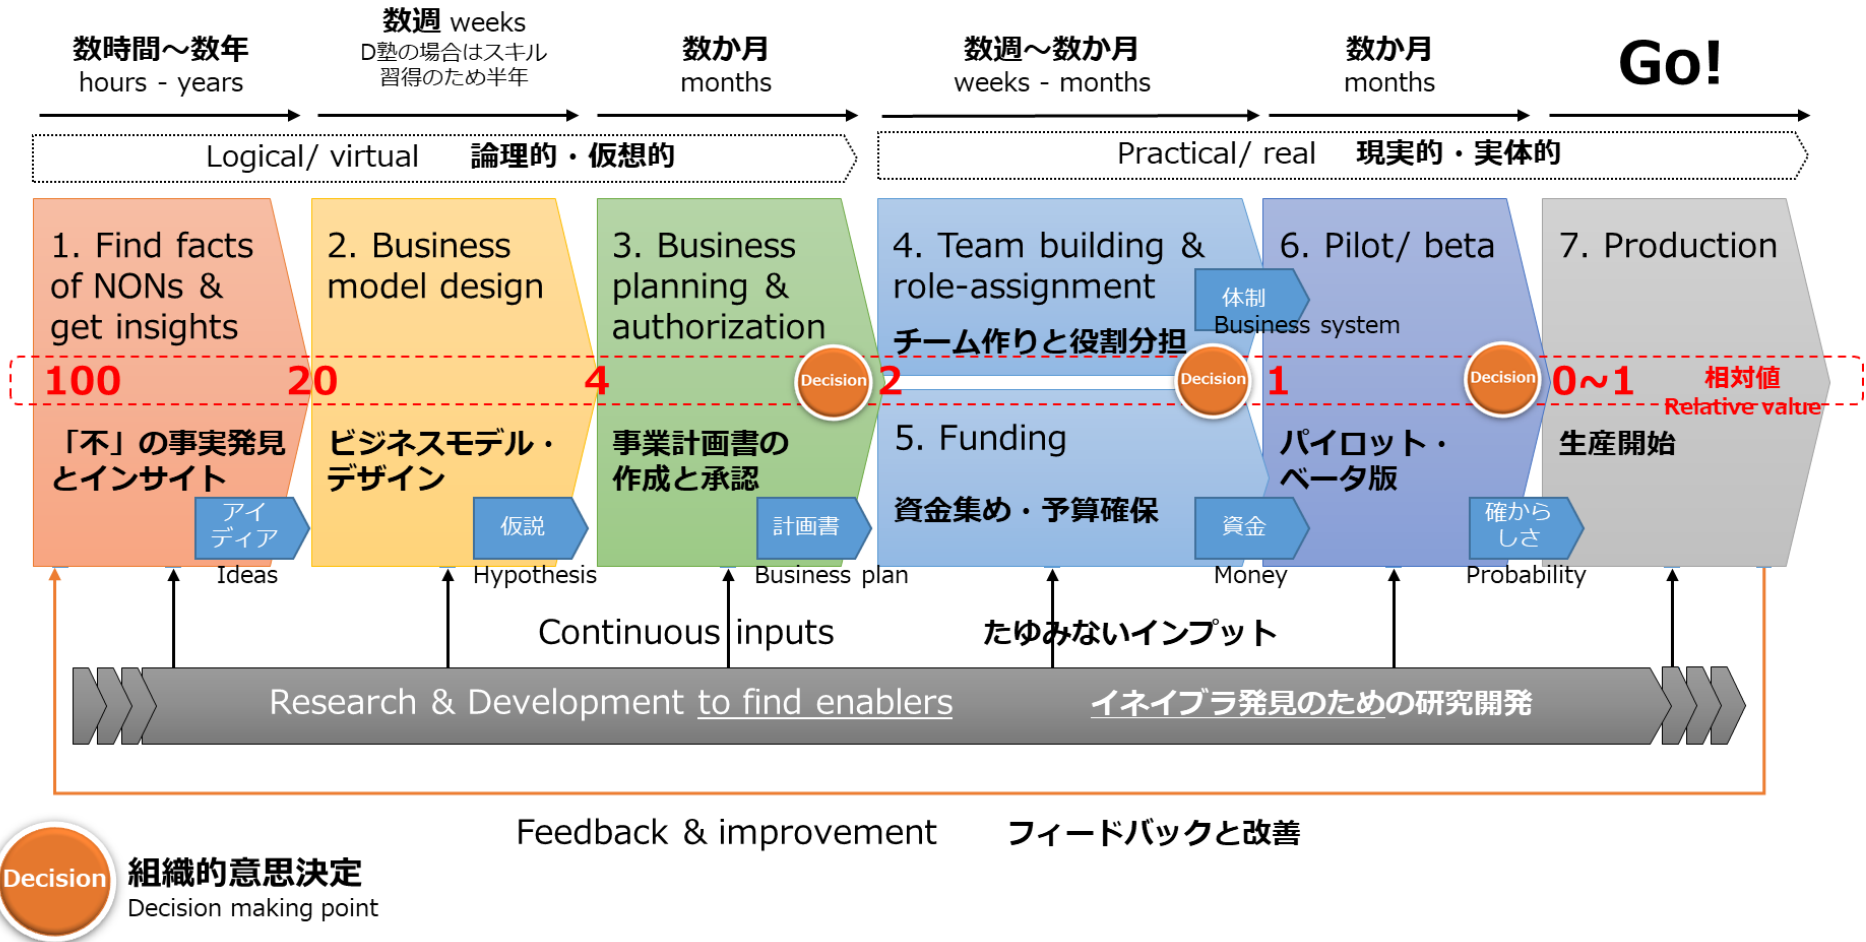 数時間～数年
hours - years
数週 weeks
D塾の場合はスキル
習得のため半年
数か月
months
数週～数か月
weeks - months
数か月
months
Go!
Logical/ virtual 論理的・仮想的
Practical/ real 現実的・実体的
1. Find facts
of NONs &
get insights
2. Business
model design
3. Business
planning &
authorization
4. Team building &
role-assignment
チーム作りと役割分担
体制
Business system
6. Pilot/ beta
7. Production
100
20
4
Decision
2
Decision
1
Decision
0~1
相対値
Relative value
「不」の事実発見
とインサイト
ビジネスモデル・
デザイン
事業計画書の
作成と承認
5. Funding
資金集め・予算確保
パイロット・
ベータ版
生産開始
アイ
ディア
Ideas
仮説
Hypothesis
計画書
Business plan
資金
Money
確から
しさ
Probability
Continuous inputs たゆみないインプット
Research & Development to find enablers イネイブラ発見のための研究開発
Feedback & improvement フィードバックと改善
Decision
組織的意思決定
Decision making point